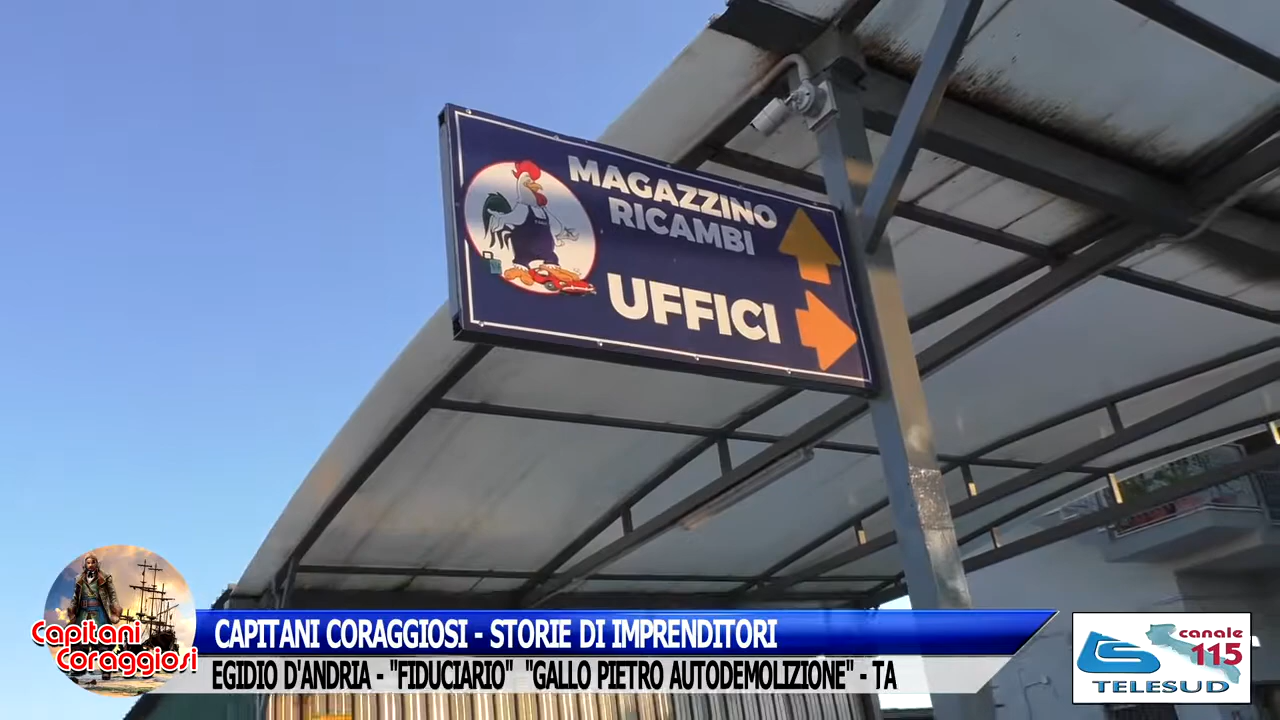 MAGAZZINO
RICAMBI
UFFICI
Capitani
Coraggiosi
CAPITANI CORAGGIOSI - STORIE DI IMPRENDITORI
EGIDIO D'ANDRIA - "FIDUCIARIO" "GALLO PIETRO AUTODEMOLIZIONE" - TA
canale
115
TELESUD